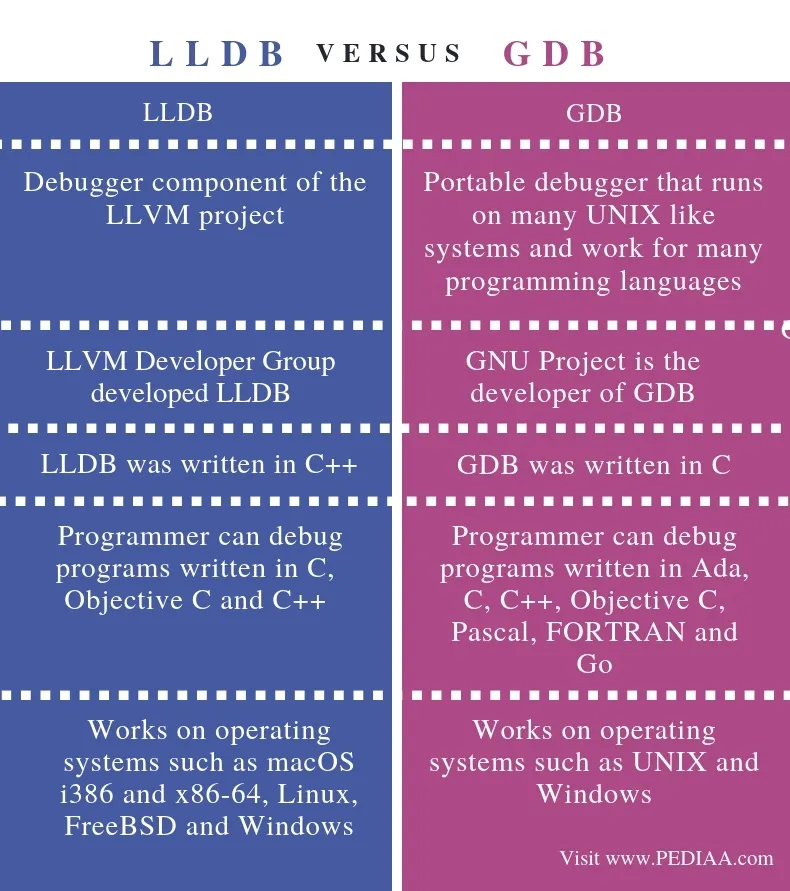 LLDB VERSUS GDB
LLDB
Debugger component of the
LLVM project
LLVM Developer Group
developed LLDB
LLDB was written in C++
Programmer can debug
programs written in C,
Objective C and C++
Works on operating
systems such as macOS
i386 and x86-64, Linux,
FreeBSD and Windows
GDB
Portable debugger that runs
on many UNIX like
systems and work for many
programming languages
GNU Project is the
developer of GDB
GDB was written in C
Programmer can debug
programs written in Ada,
C, C++, Objective C,
Pascal, FORTRAN and
Go
Works on operating
systems such as UNIX and
Windows
Visit www.PEDIAA.com